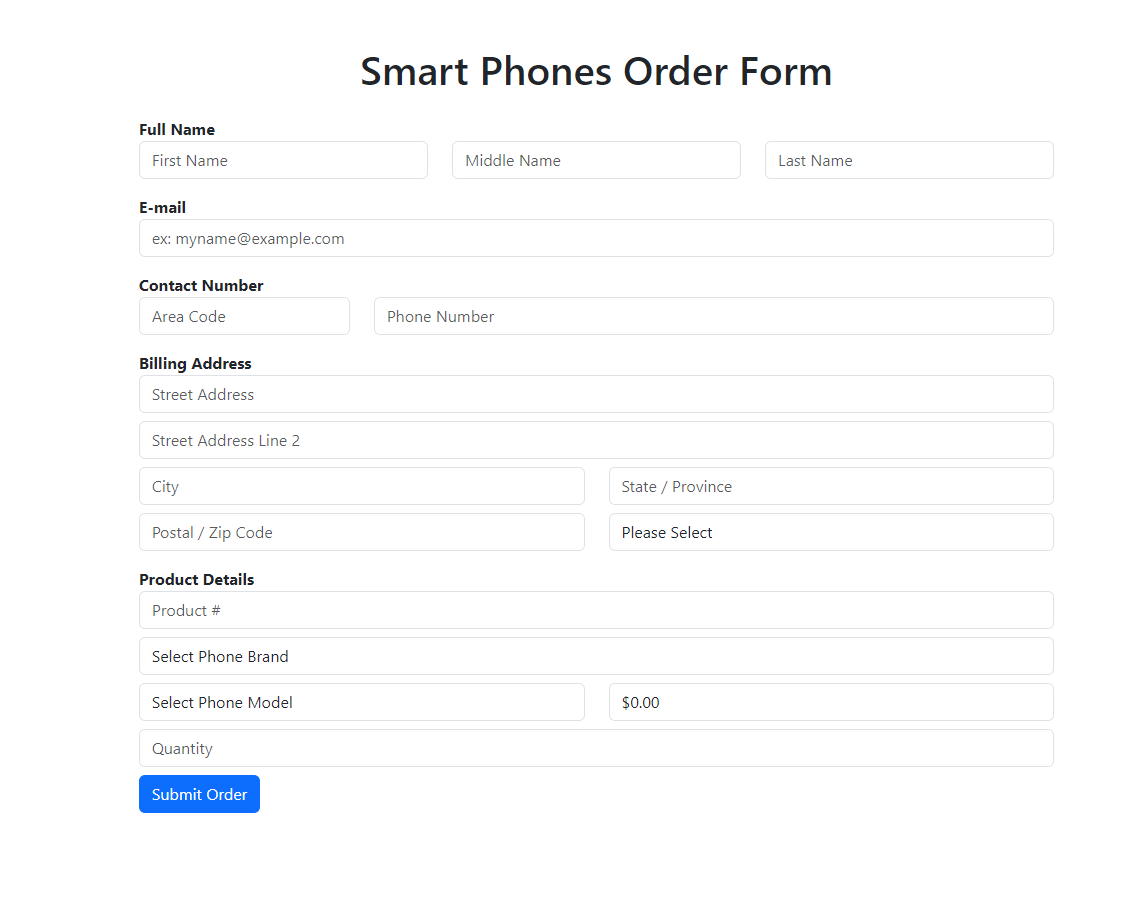 Smart Phones Order Form
Full Name
First Name Middle Name Last Name
E-mail
ex: myname@example.com
Contact Number
Area Code Phone Number
Billing Address
Street Address
Street Address Line 2
City State / Province
Postal / Zip Code Please Select
Product Details
Product #
Select Phone Brand
Select Phone Model $0.00
Quantity
Submit Order